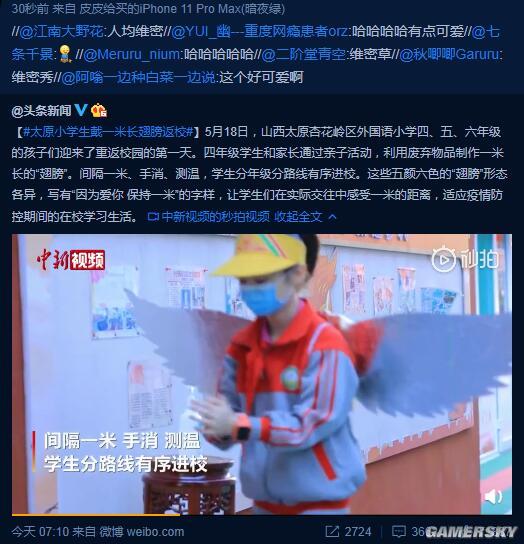 30秒前 来自 皮皮给买的iPhone 11 Pro Max(暗夜绿)
//@江南大野花:人均维密//@YUI_幽---重度网瘾患者orz:哈哈哈哈有点可爱//@七
条千景: //@Meruru_nium:哈哈哈哈哈//@二阶堂青空:维密草//@秋唧唧Garuru:
维密秀//@阿嗡一边种白菜一边说:这个好可爱啊
@头条新闻
【#太原小学生戴一米长翅膀返校#】5月18日，山西太原杏花岭区外国语小学四、五、六年级
的孩子们迎来了重返校园的第一天。四年级学生和家长通过亲子活动，利用废弃物品制作一米
长的“翅膀”。间隔一米、手消、测温，学生分年级分路线有序进校。这些五颜六色的“翅膀”形态
各异，写有“因为爱你 保持一米”的字样，让学生们在实际交往中感受一米的距离，适应疫情防
控期间的在校学习生活。 中新视频的秒拍视频 收起全文
中新视频
秒拍
间隔一米 手消 测温
学生分路线有序进校
今天 07:10 来自 微博 weibo.com
2724
GAMERSKY